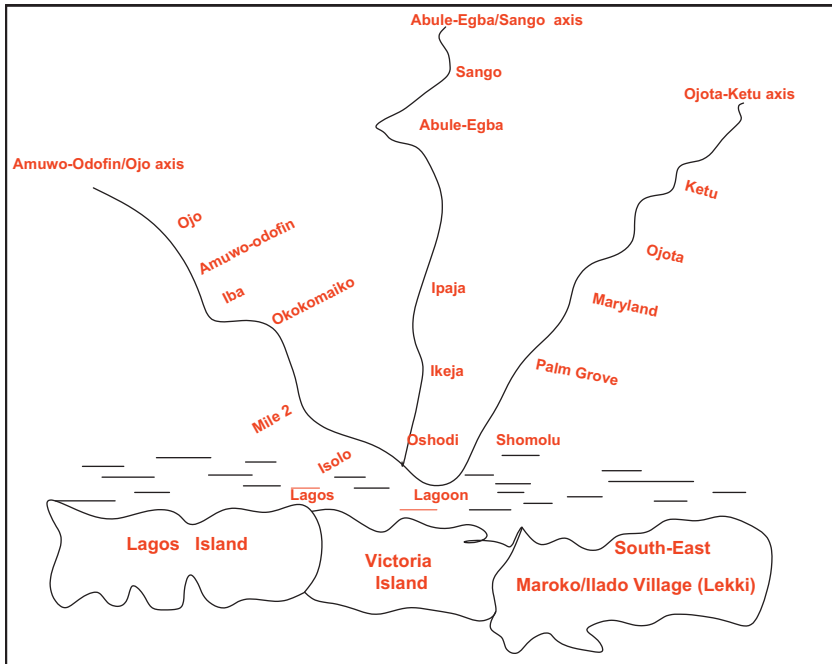 Abule-Egba/Sango axis
Sango
Ojota-Ketu axis
Abule-Egba
Amuwo-Odofin/Ojo axis
Ketu
Ojo
Amuwo-odofin
Ojota
Iba
Okokomaiko
Ipaja
Maryland
Ikeja
Palm Grove
Mile 2
Oshodi
Shomolu
Isolo
Lagos Lagoon
Lagos Island
South-East
Victoria
Island
Maroko/Ilado Village (Lekki)